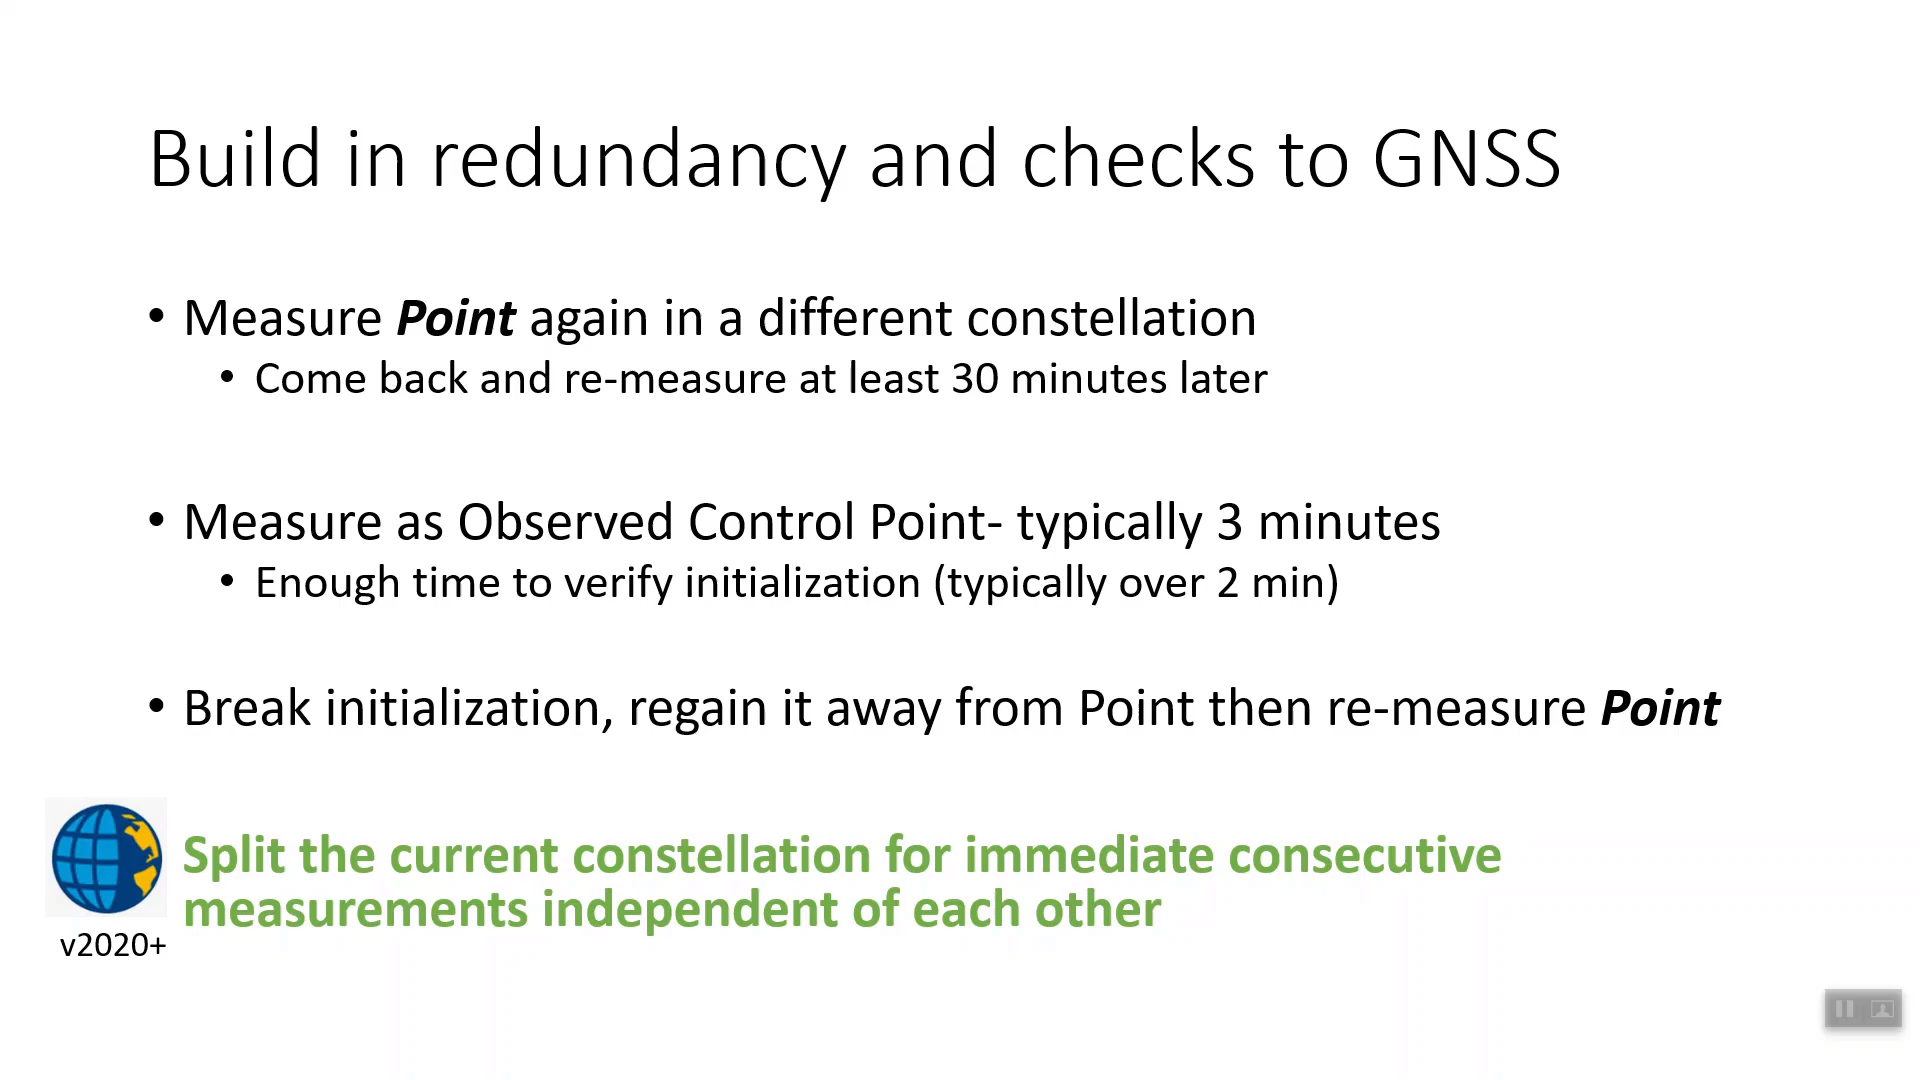 Build in redundancy and checks to GNSS
• Measure Point again in a different constellation
• Come back and re-measure at least 30 minutes later
• Measure as Observed Control Point- typically 3 minutes
• Enough time to verify initialization (typically over 2 min)
• Break initialization, regain it away from Point then re-measure Point
Split the current constellation for immediate consecutive
measurements independent of each other
v2020+